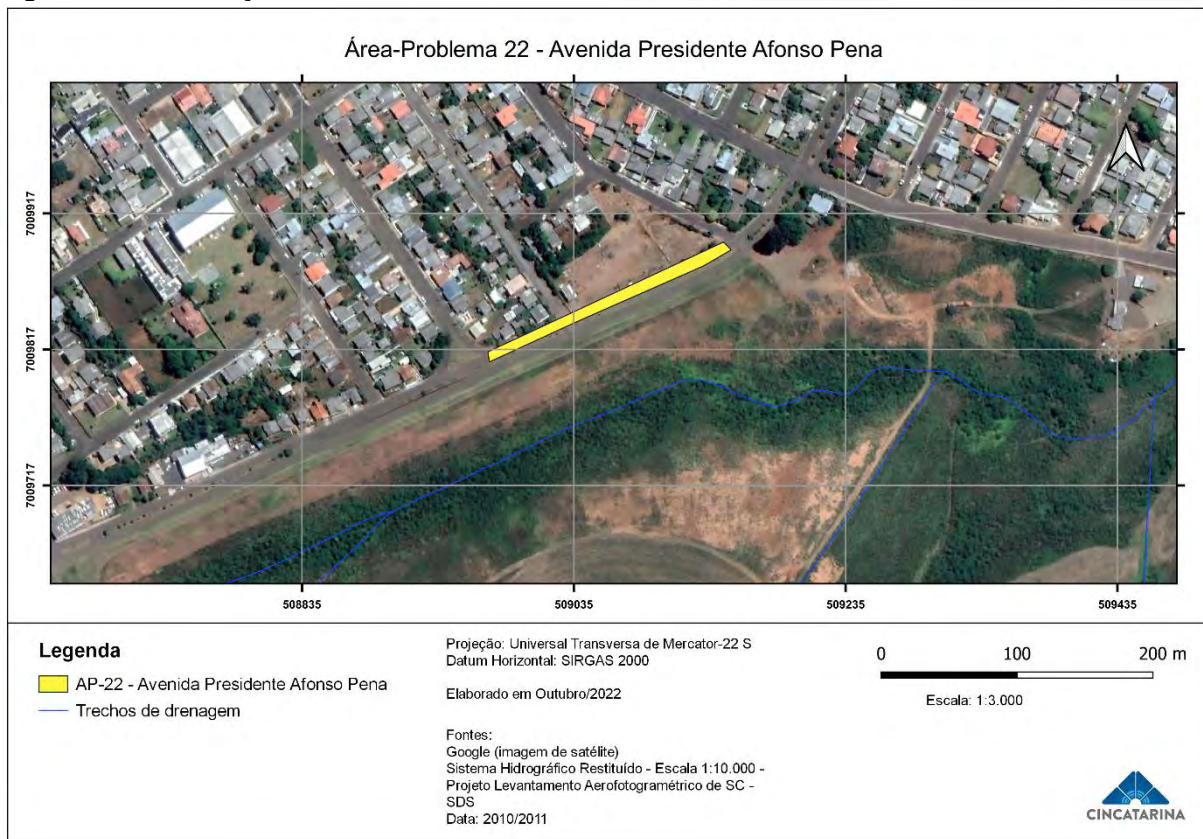 Área-Problema 22 - Avenida Presidente Afonso Pena
7009917
7009817
7009717
508835
509035
509235
509435
Legenda
AP-22 - Avenida Presidente Afonso Pena
Trechos de drenagem
Projeção: Universal Transversa de Mercator-22 S
Datum Horizontal: SIRGAS 2000
Elaborado em Outubro/2022
Fontes:
Google (imagem de satélite)
Sistema Hidrográfico Restituído - Escala 1:10.000 -
Projeto Levantamento Aerofotogramétrico de SC -
SDS
Data: 2010/2011
0 100 200 m
Escala: 1:3.000
CINCATARINA